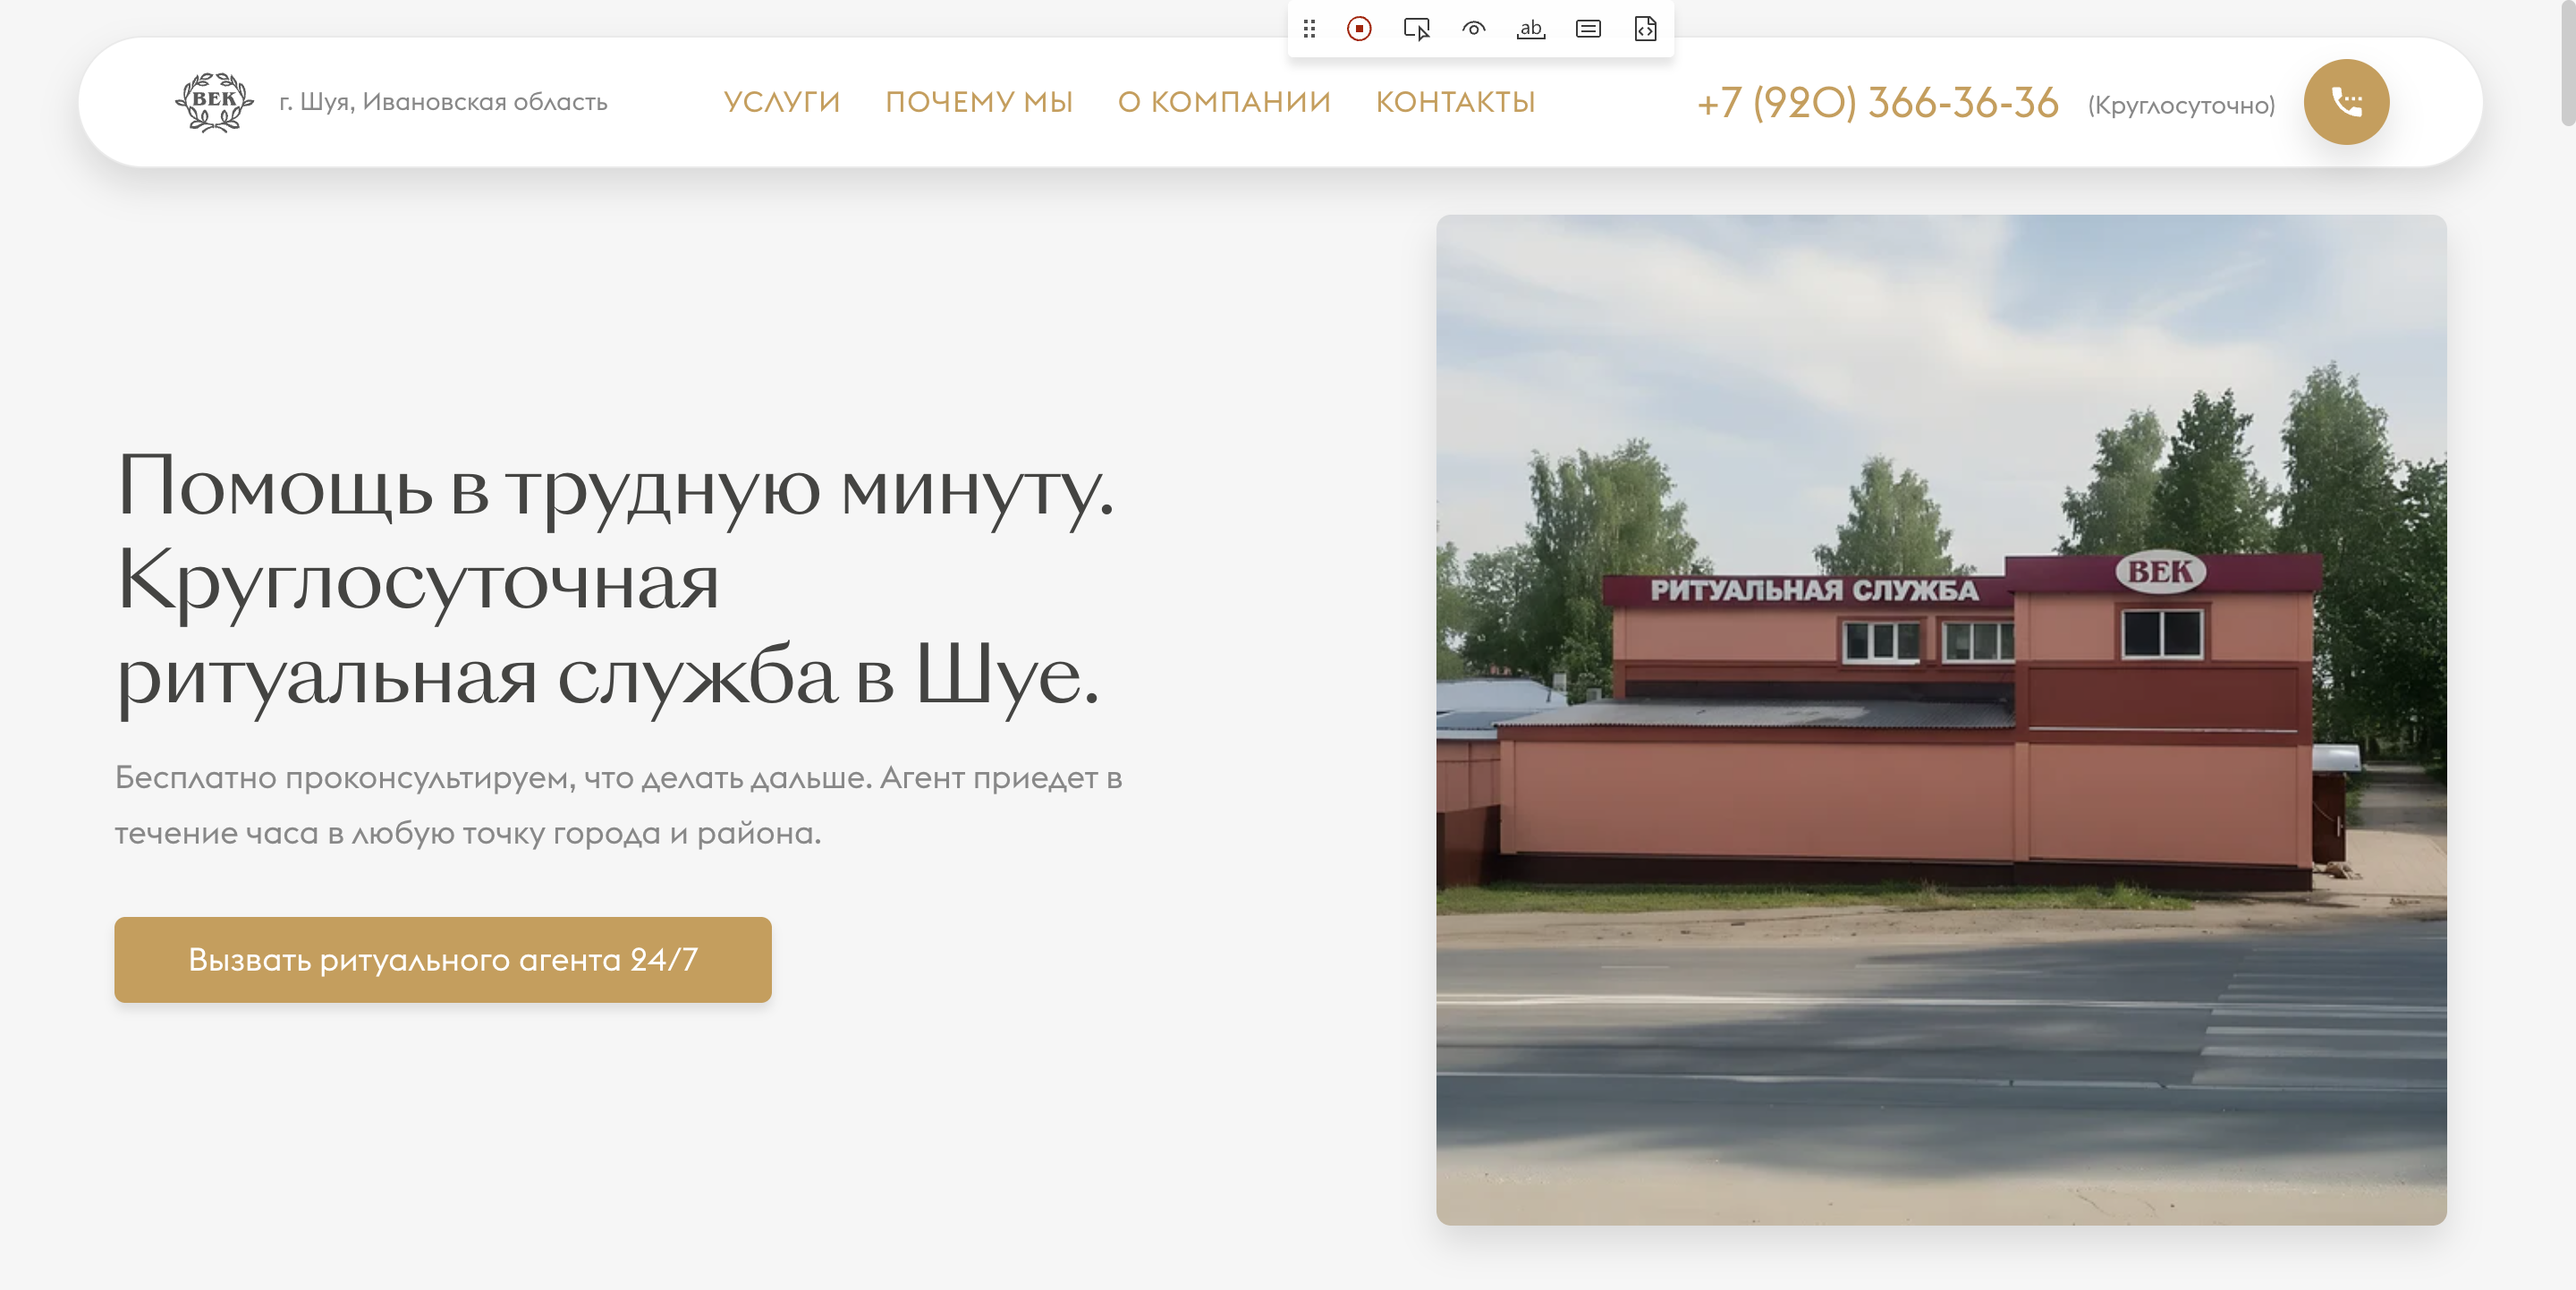 ВЕК
г. Шуя, Ивановская область
УСЛУГИ
ПОЧЕМУ МЫ
О КОМПАНИИ
КОНТАКТЫ
+7 (920) 366-36-36
(Круглосуточно)
ab
Помощь в трудную минуту.
Круглосуточная
ритуальная служба в Шуе.
Бесплатно проконсультируем, что делать дальше. Агент приедет в
течение часа в любую точку города и района.
Вызвать ритуального агента 24/7
РИТУАЛЬНАЯ СЛУЖБА
ВЕК